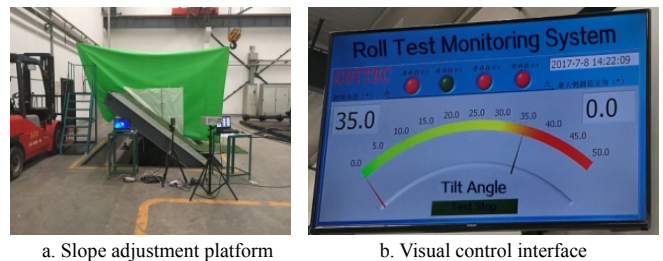 Roll Test Monitoring System
2017-7-8 14:22:09
35.0
0.0
0.0
5.0
10.0
15.0
20.0
25.0
30.0
35.0
40.0
45.0
50.0
Tilt Angle
Test Stop
a. Slope adjustment platform
b. Visual control interface